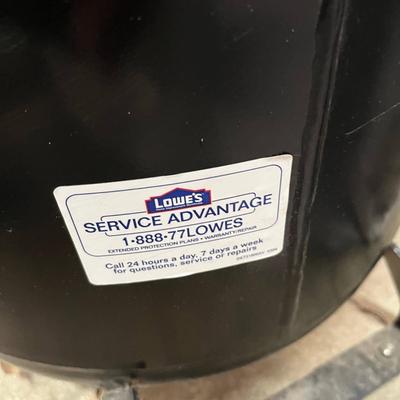 LOWE'S
SERVICE ADVANTAGE
1-888-77LOWES
EXTENDED PROTECTION PLANS • WARRANTY/REPAIR
Call 24 hours a day, 7 days a week
for questions, service or repairs